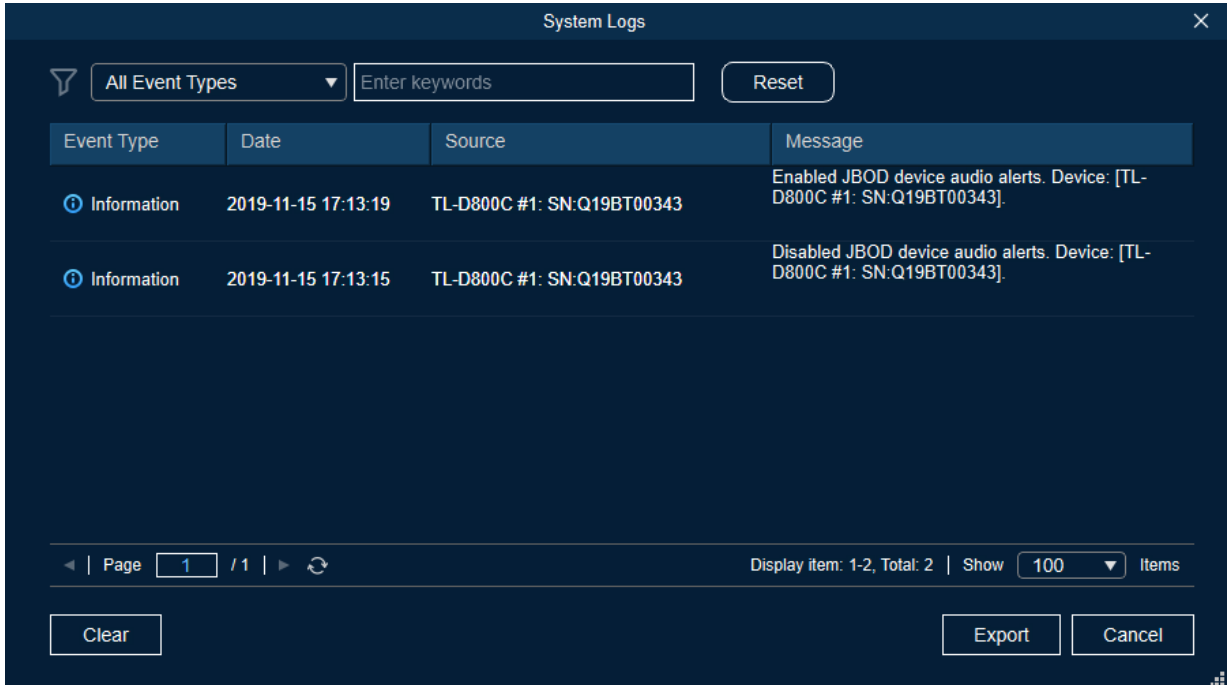 System Logs
All Event Types
Enter keywords
Reset
Event Type Date Source Message
Information 2019-11-15 17:13:19 TL-D800C #1: SN:Q19BT00343 Enabled JBOD device audio alerts. Device: [TL-
D800C #1: SN:Q19BT00343].
Information 2019-11-15 17:13:15 TL-D800C #1: SN:Q19BT00343 Disabled JBOD device audio alerts. Device: [TL-
D800C #1: SN:Q19BT00343].
Page 1 / 1 Display item: 1-2, Total: 2 Show 100 Items
Clear Export Cancel